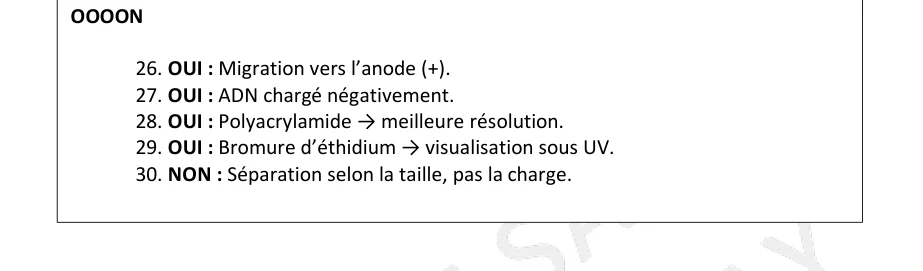 OOOON
26. OUI : Migration vers l’anode (+).
27. OUI : ADN chargé négativement.
28. OUI : Polyacrylamide → meilleure résolution.
29. OUI : Bromure d’éthidium → visualisation sous UV.
30. NON : Séparation selon la taille, pas la charge.